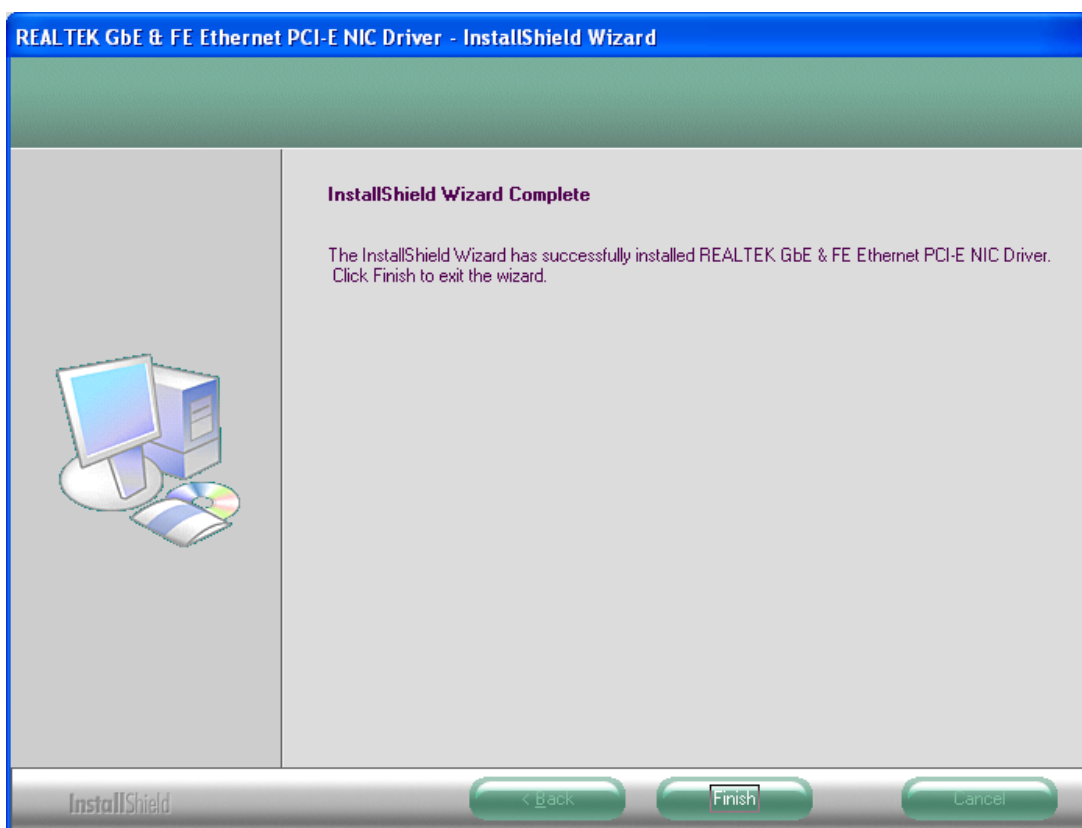 REALTEK GbE & FE Ethernet PCI-E NIC Driver - InstallShield Wizard
InstallShield Wizard Complete
The InstallShield Wizard has successfully installed REALTEK GbE & FE Ethernet PCI-E NIC Driver.
Click Finish to exit the wizard.
InstallShield
< Back
Finish
Cancel